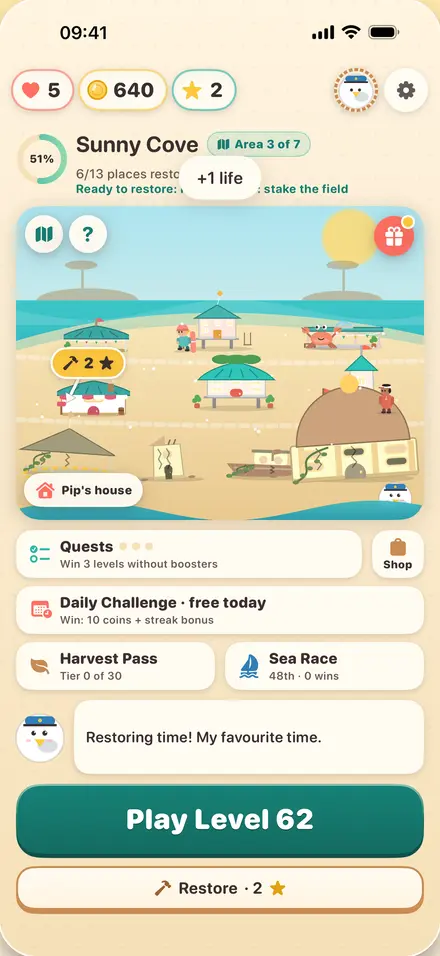 09:41
5
640
2
51%
Sunny Cove
Area 3 of 7
6/13 places
+1 life
Ready to restore: : stake the field
?
2
Pip's house
Quests
Win 3 levels without boosters
Shop
Daily Challenge · free today
Win: 10 coins + streak bonus
Harvest Pass
Tier 0 of 30
Sea Race
48th · 0 wins
Restoring time! My favourite time.
Play Level 62
Restore · 2